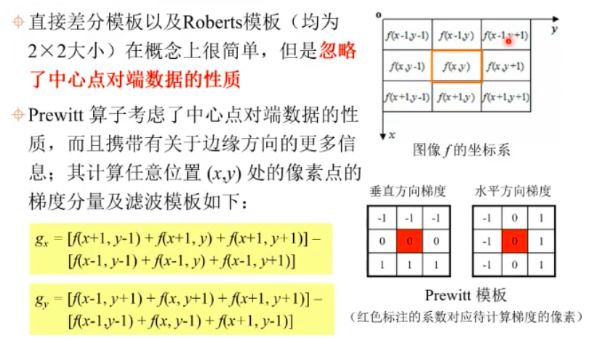 直接差分模板以及Roberts模板（均为
2×2大小）在概念上很简单，但是忽略
了中心点对端数据的性质
Prewitt 算子考虑了中心点对端数据的性
质，而且携带有关于边缘方向的更多信
息；其计算任意位置 (x,y) 处的像素点的
梯度分量及滤波模板如下：
gx = [f(x+1, y-1) + f(x+1, y) + f(x+1, y+1)] –
[f(x-1, y-1) + f(x-1, y) + f(x-1, y+1)]
gy = [f(x-1, y+1) + f(x, y+1) + f(x+1, y+1)] –
[f(x-1,y-1) + f(x, y-1) + f(x+1, y-1)]
o
y
f(x-1,y-1) f(x-1,y) f(x-1,y+1)
f(x,y-1) f(x,y) f(x,y+1)
f(x+1,y-1) f(x+1,y) f(x+1,y+1)
x
图像 f 的坐标系
垂直方向梯度 水平方向梯度
-1 -1 -1 -1 0 1
0 0 0 -1 0 1
1 1 1 -1 0 1
Prewitt 模板
（红色标注的系数对应待计算梯度的像素）